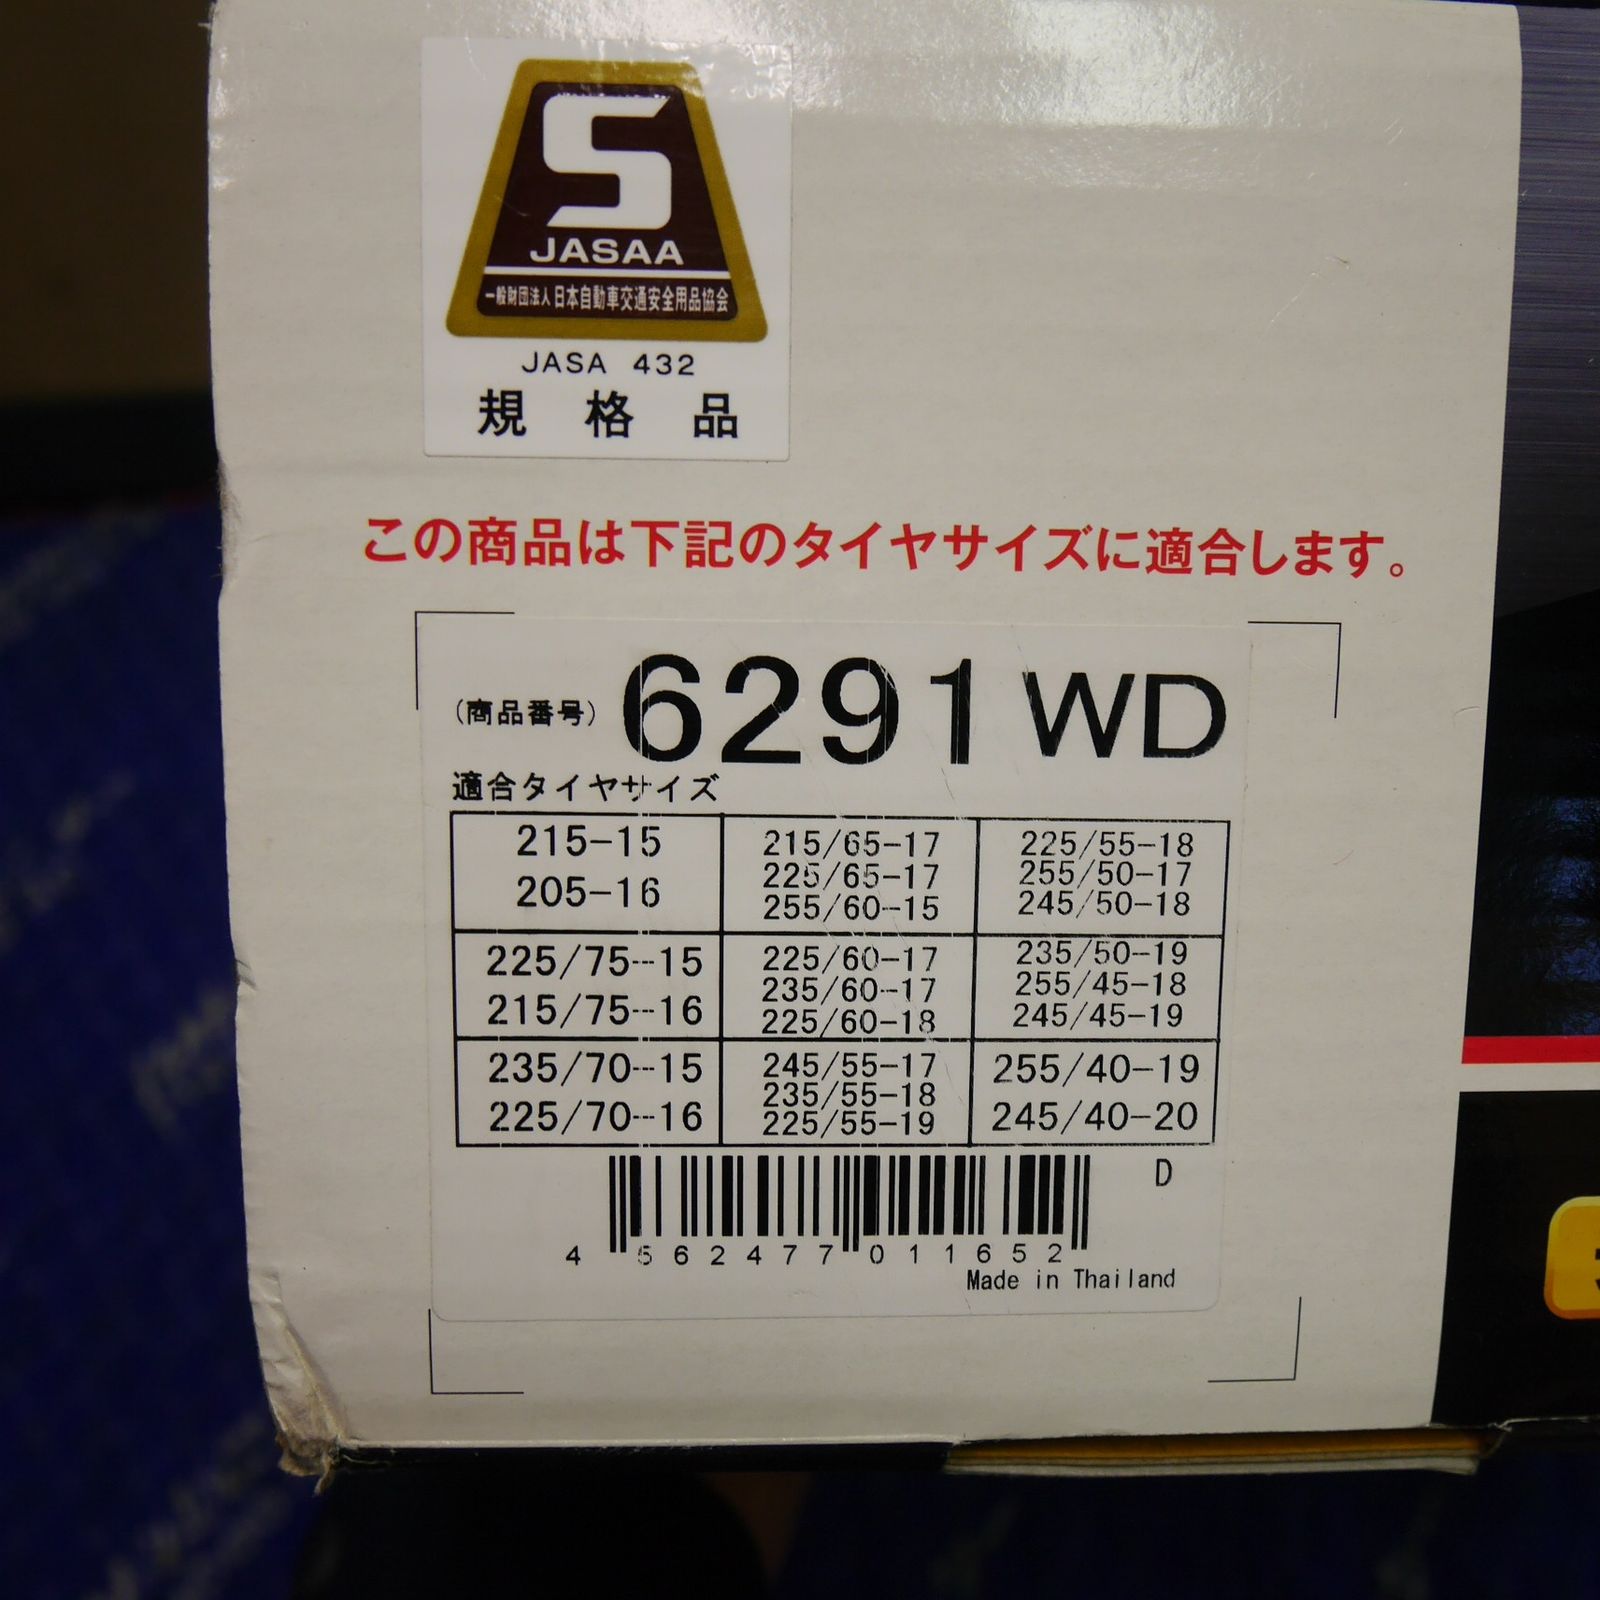 S
JASAA
一般財団法人 日本自動車交通安全用品協会
JASA 432
規格品
この商品は下記のタイヤサイズに適合します。
(商品番号) 6291WD
適合タイヤサイズ
215-15
205-16
215/65-17
225/65-17
255/60-15
225/55-18
255/50-17
245/50-18
225/75-15
215/75-16
225/60-17
235/60-17
225/60-18
235/50-19
255/45-18
245/45-19
235/70-15
225/70-16
245/55-17
235/55-18
225/55-19
255/40-19
245/40-20
D
4 562477 011652
Made in Thailand